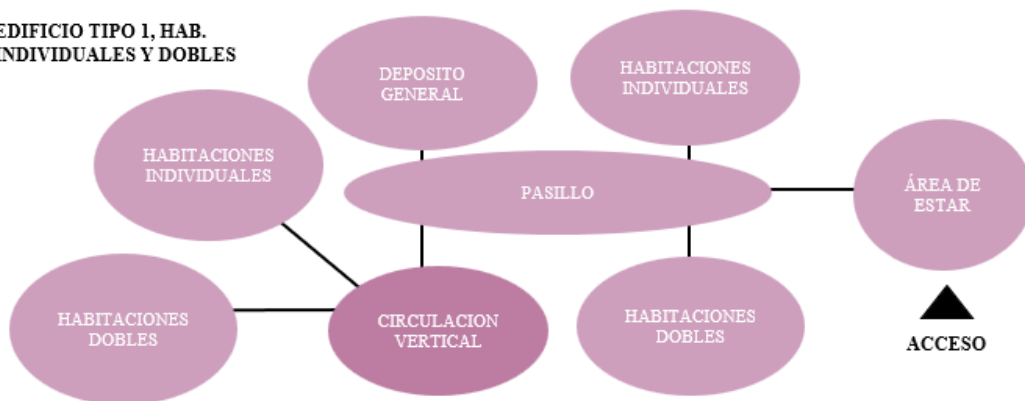 EDIFICIO TIPO 1, HAB.
INDIVIDUALES Y DOBLES
DEPOSITO
GENERAL
HABITACIONES
INDIVIDUALES
HABITACIONES
INDIVIDUALES
PASILLO
ÁREA DE
ESTAR
HABITACIONES
DOBLES
CIRCULACION
VERTICAL
HABITACIONES
DOBLES
ACCESO